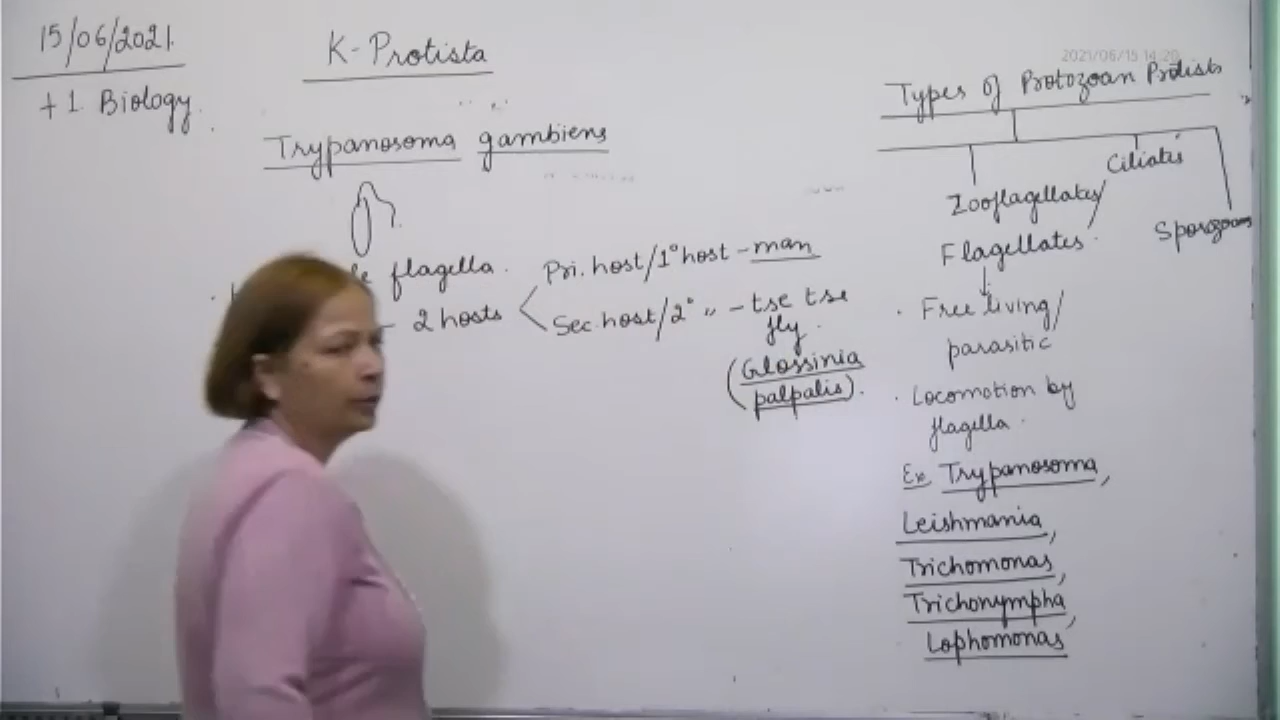 15/06/2021.
+1 Biology.
K-Protista
Trypanosoma gambiens
flagella.
- 2 hosts
Pri. host/1° host - man
Sec. host/2° " - tse tse
fly.
(Glossinia
palpalis).
2021/06/15 14:20
Types of Protozoan Protists
Zooflagellates/
Flagellates.
Ciliates
Sporozoans
. Free living/
parasitic
. Locomotion by
flagella.
Ex Trypanosoma,
Leishmania,
Trichomonas,
Trichonympha,
Lophomonas